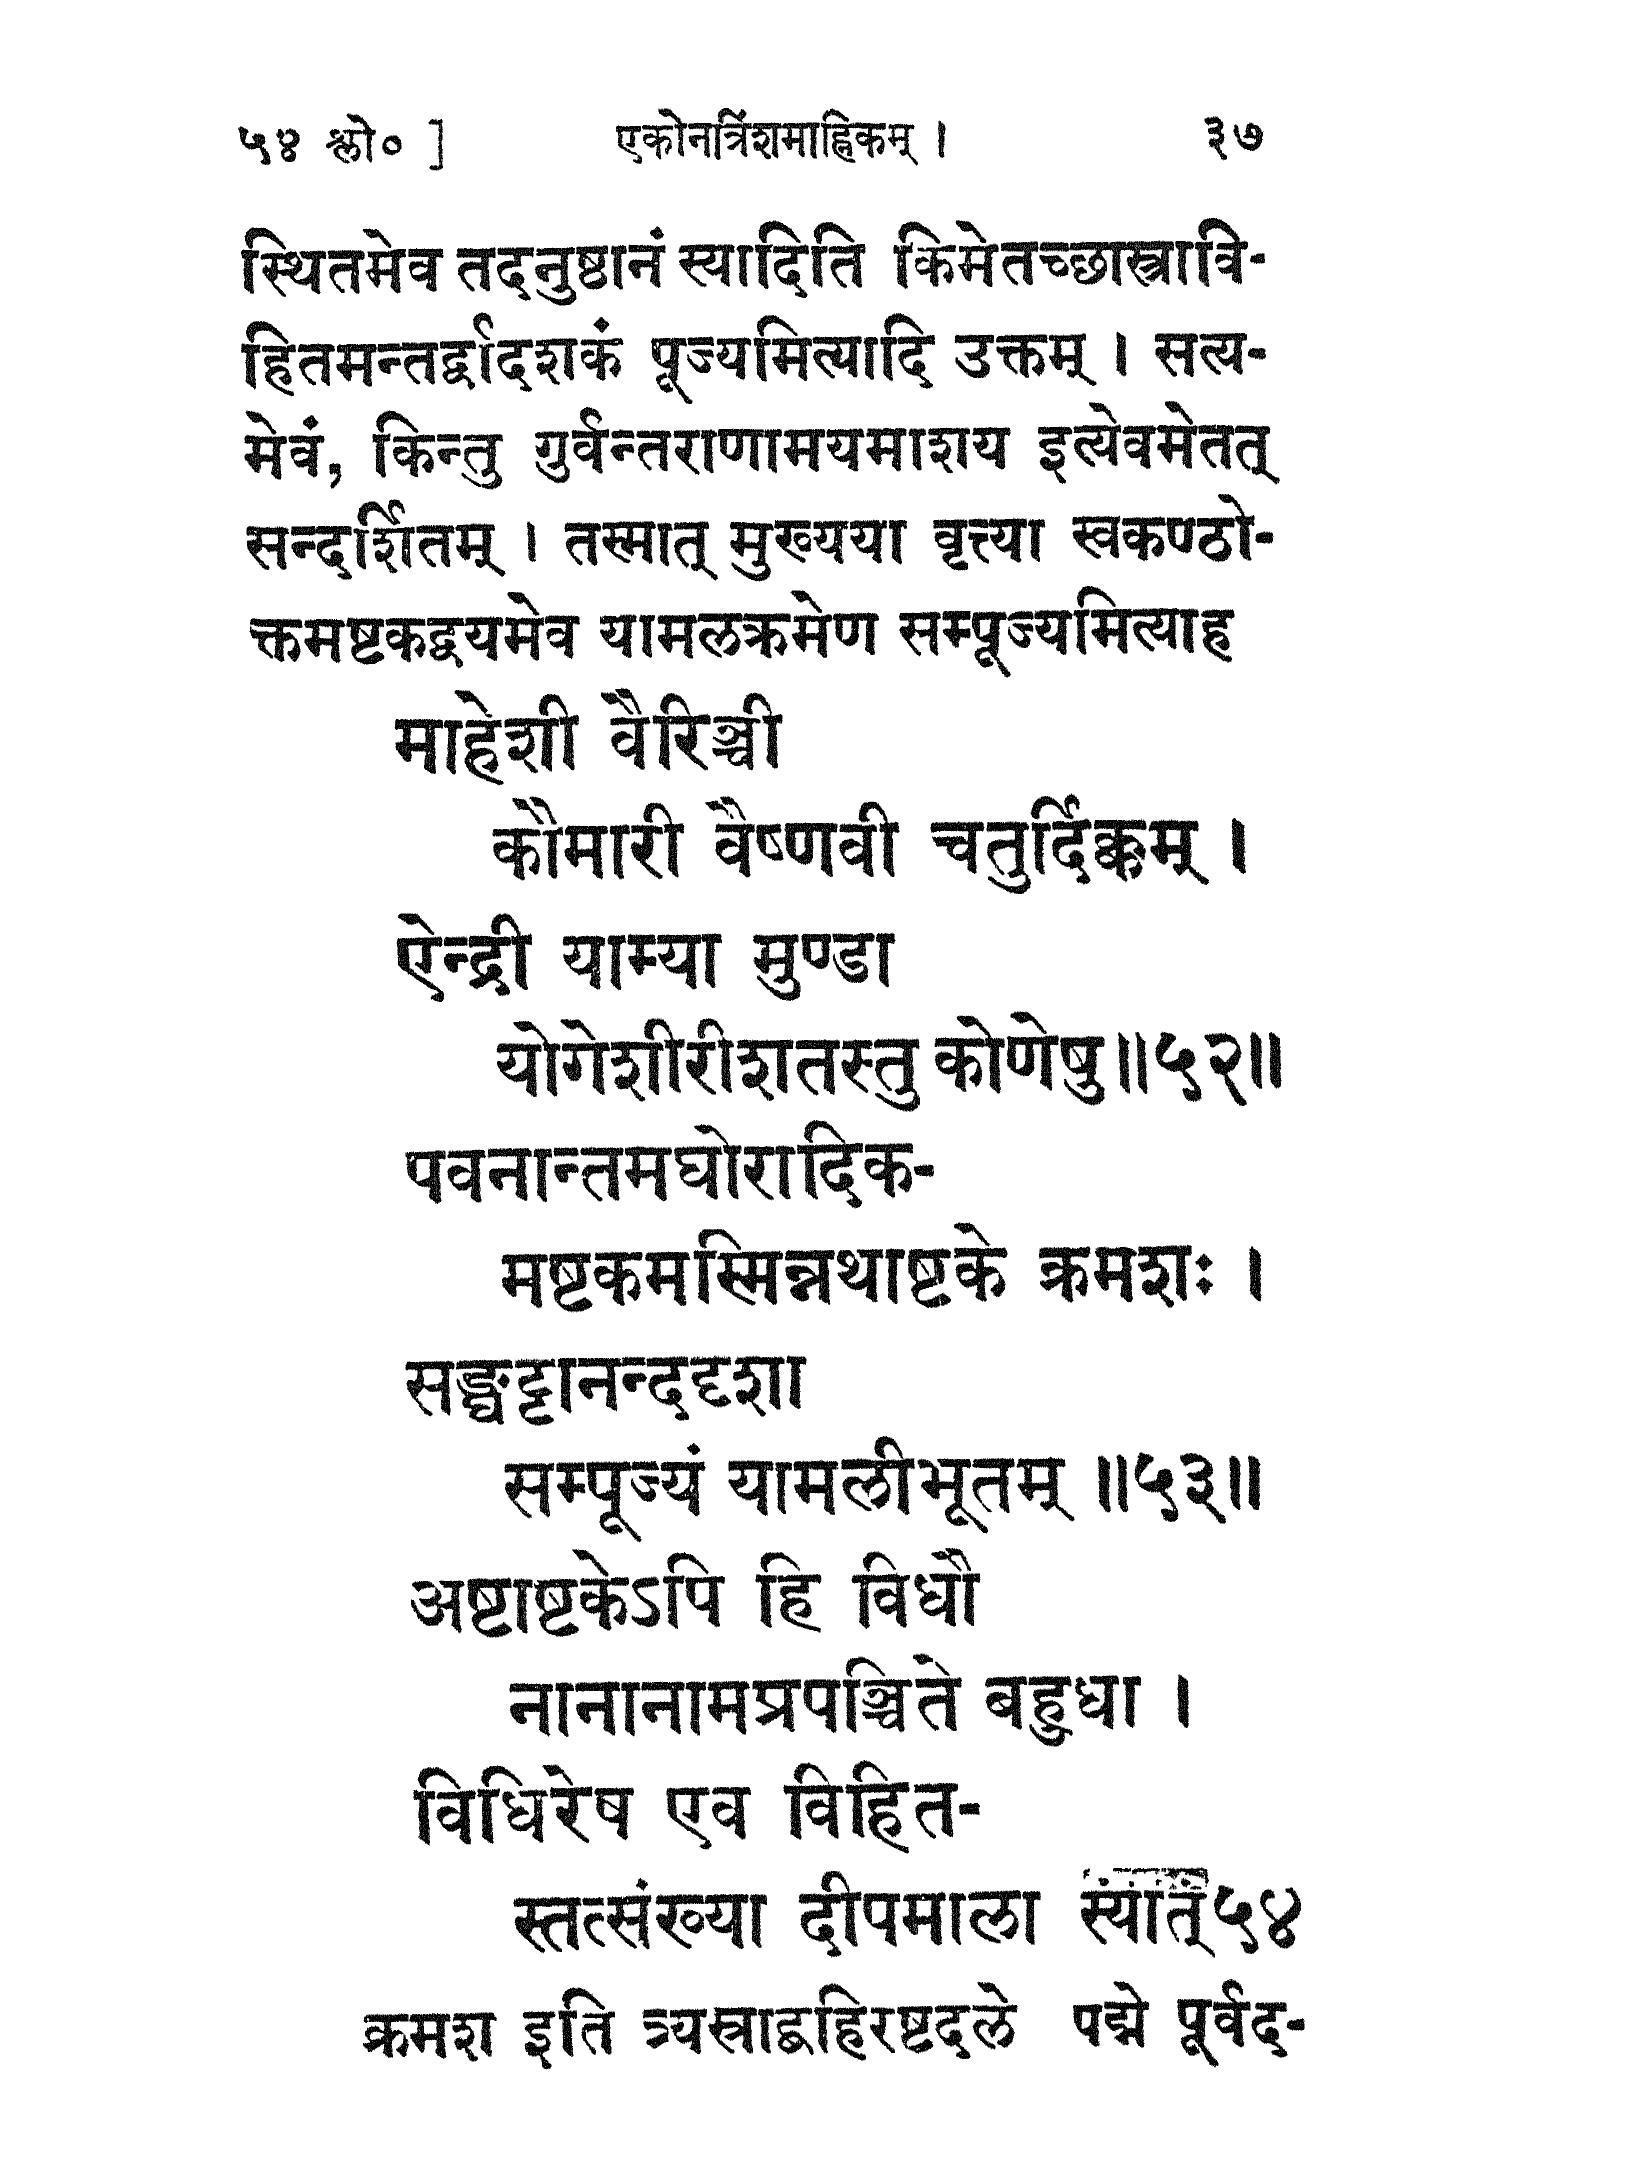 ५४ श्लो० ] एकोनत्रिंशमाह्निकम् । ३७
स्थितमेव तदनुष्ठानं स्यादिति किमेतच्छास्त्रावि-
हितमन्तर्द्वादशकं पूज्यमित्यादि उक्तम् । सत्य-
मेवं, किन्तु गुर्वन्तराणामयमाशय इत्येवमेतत्
सन्दर्शितम् । तस्मात् मुख्यया वृत्त्या स्वकण्ठो-
क्तमष्टकद्वयमेव यामलक्रमेण सम्पूज्यमित्याह
माहेशी वैरिञ्ची
कौमारी वैष्णवी चतुर्दिक्कम् ।
ऐन्द्री याम्या मुण्डा
योगेशीरीशतस्तु कोणेषु॥५२॥
पवनान्तमघोरादिक-
मष्टकमस्मिन्नथाष्टके क्रमशः ।
सङ्घट्टानन्ददृशा
सम्पूज्यं यामलीभूतम् ॥५३॥
अष्टाष्टकेऽपि हि विधौ
नानानामप्रपञ्चिते बहुधा ।
विधिरेष एव विहित-
स्तत्संख्या दीपमाला स्यात्५४
क्रमश इति त्र्यस्राद्बहिरष्टदले पद्मे पूर्वद-